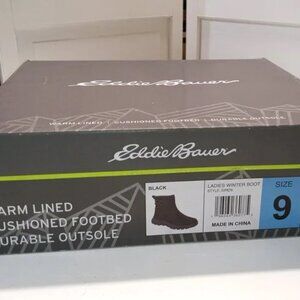 Eddie Bauer
WARM LINED | CUSHIONED FOOTBED | DURABLE OUTSOLE
Eddie Bauer
ARM LINED
USHIONED FOOTBED
URABLE OUTSOLE
BLACK
LADIES WINTER BOOT
MADE IN CHINA
SIZE
9